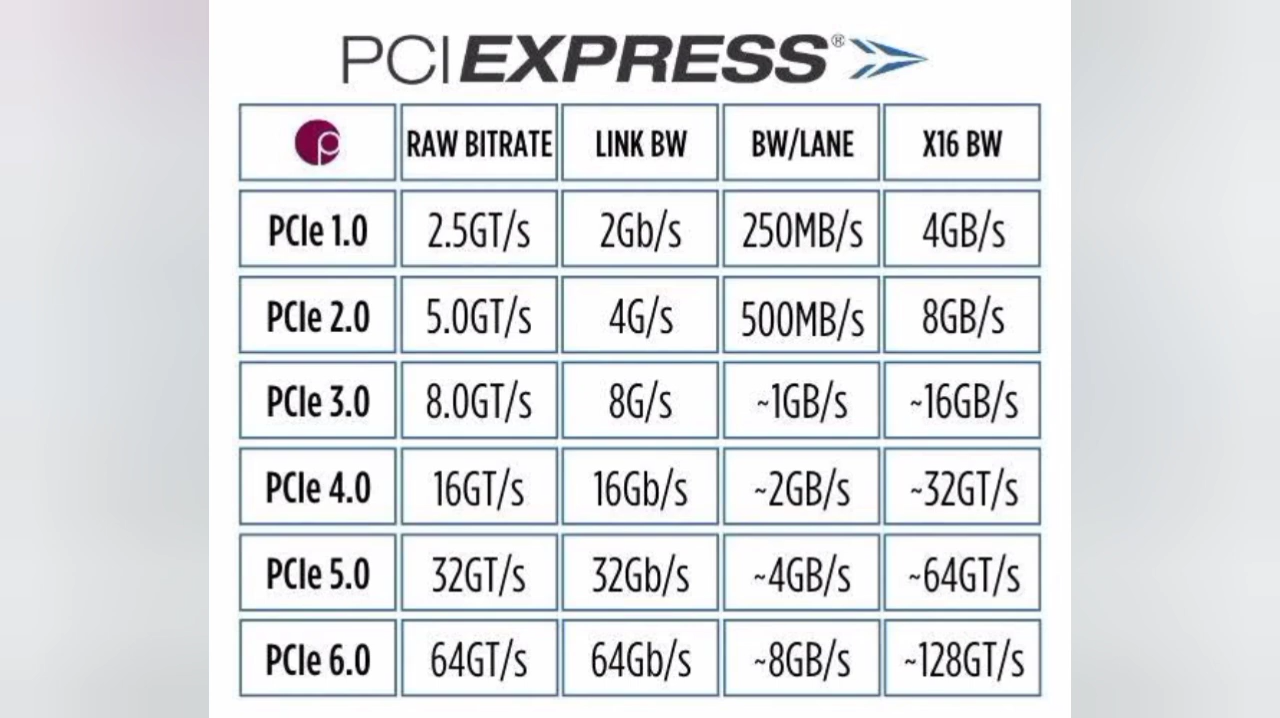 PCI EXPRESS®
RAW BITRATE LINK BW BW/LANE X16 BW
PCIe 1.0 2.5GT/s 2Gb/s 250MB/s 4GB/s
PCIe 2.0 5.0GT/s 4G/s 500MB/s 8GB/s
PCIe 3.0 8.0GT/s 8G/s ~1GB/s ~16GB/s
PCIe 4.0 16GT/s 16Gb/s ~2GB/s ~32GT/s
PCIe 5.0 32GT/s 32Gb/s ~4GB/s ~64GT/s
PCIe 6.0 64GT/s 64Gb/s ~8GB/s ~128GT/s